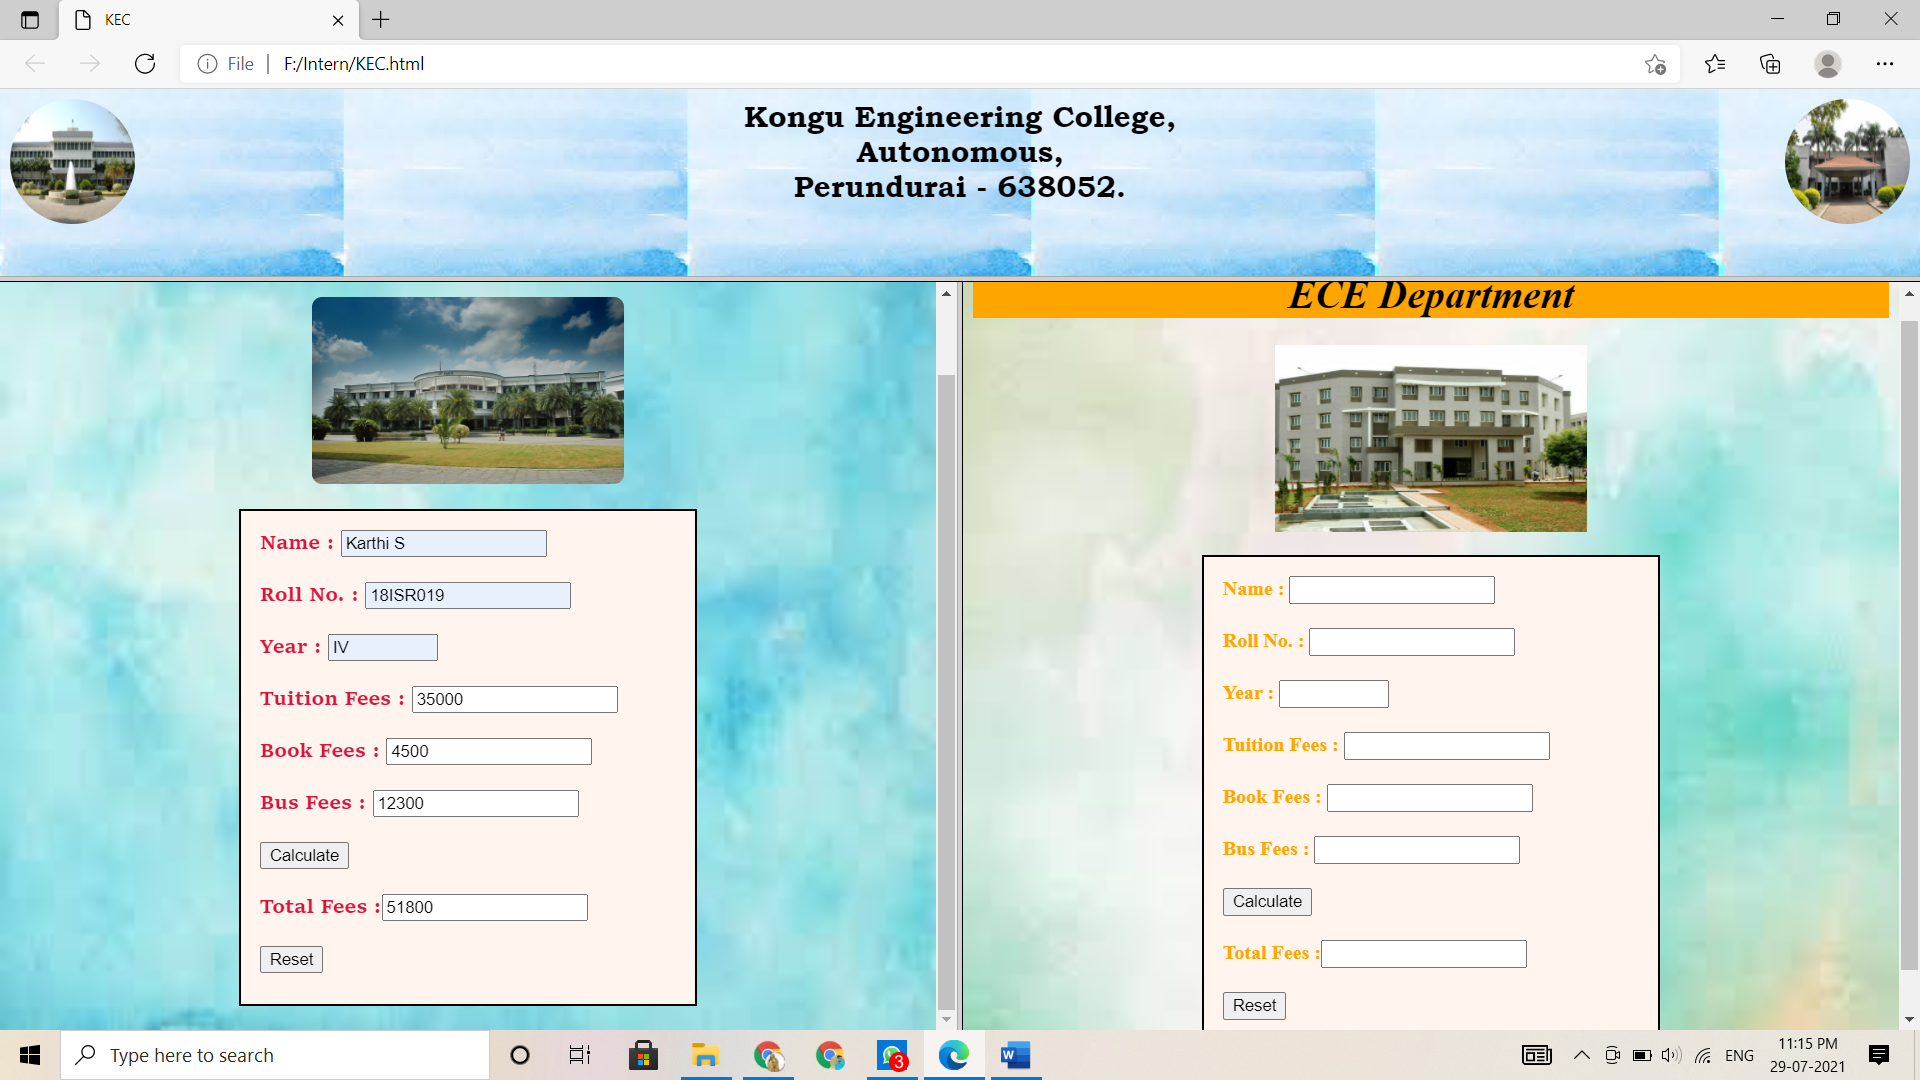 KEC
File
F:/Intern/KEC.html
Kongu Engineering College,
Autonomous,
Perundurai - 638052.
Name : Karthi S
Roll No. : 18ISR019
Year : IV
Tuition Fees : 35000
Book Fees : 4500
Bus Fees : 12300
Calculate
Total Fees : 51800
Reset
ECE Department
Name :
Roll No. :
Year :
Tuition Fees :
Book Fees :
Bus Fees :
Calculate
Total Fees :
Reset
Type here to search
3
W
ENG
11:15 PM
29-07-2021